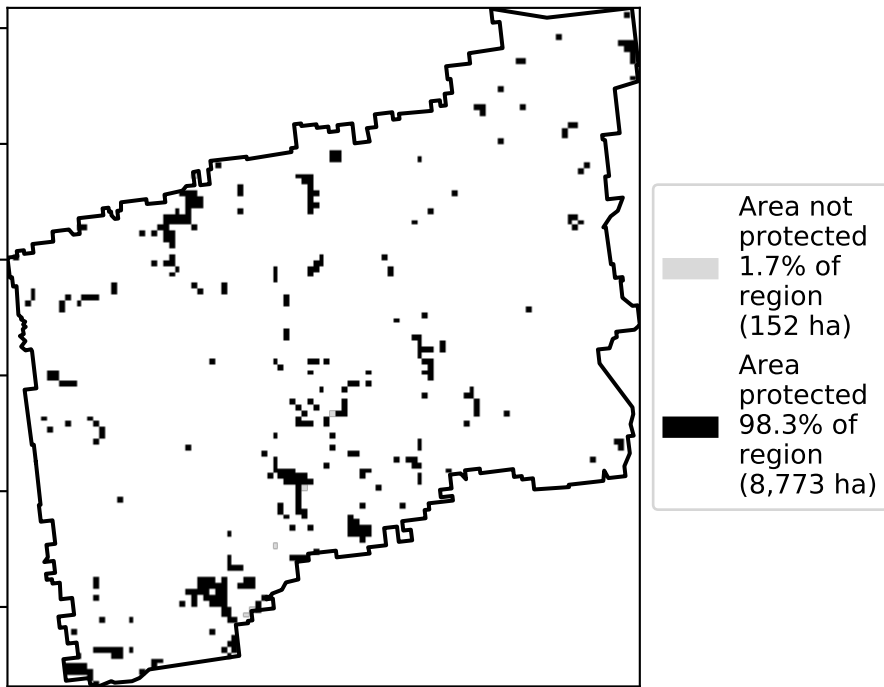 Area not
protected
1.7% of
region
(152 ha)
Area
protected
98.3% of
region
(8,773 ha)